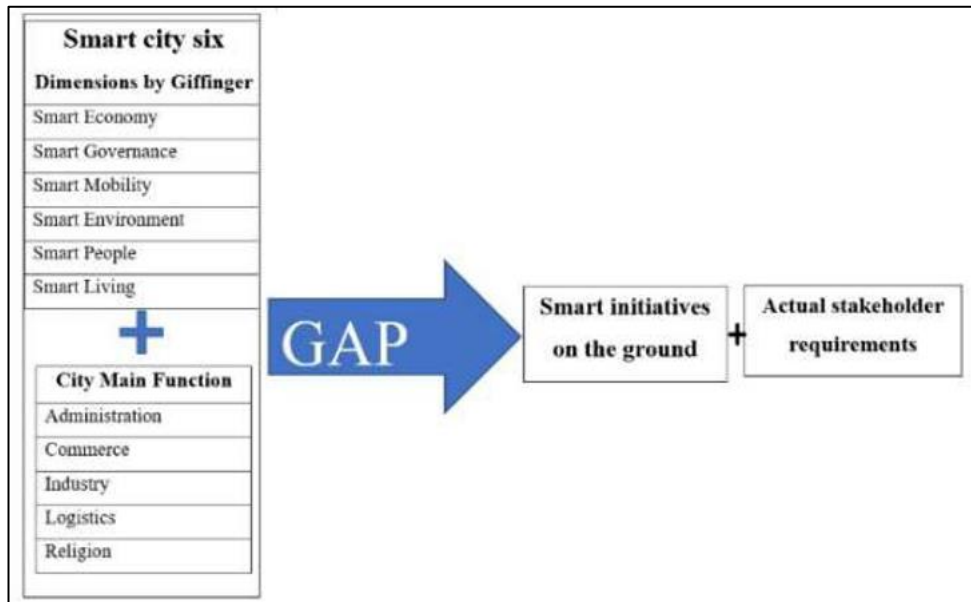 Smart city six
Dimensions by Giffinger
Smart Economy
Smart Governance
Smart Mobility
Smart Environment
Smart People
Smart Living
+
City Main Function
Administration
Commerce
Industry
Logistics
Religion
GAP
Smart initiatives
on the ground
+
Actual stakeholder
requirements